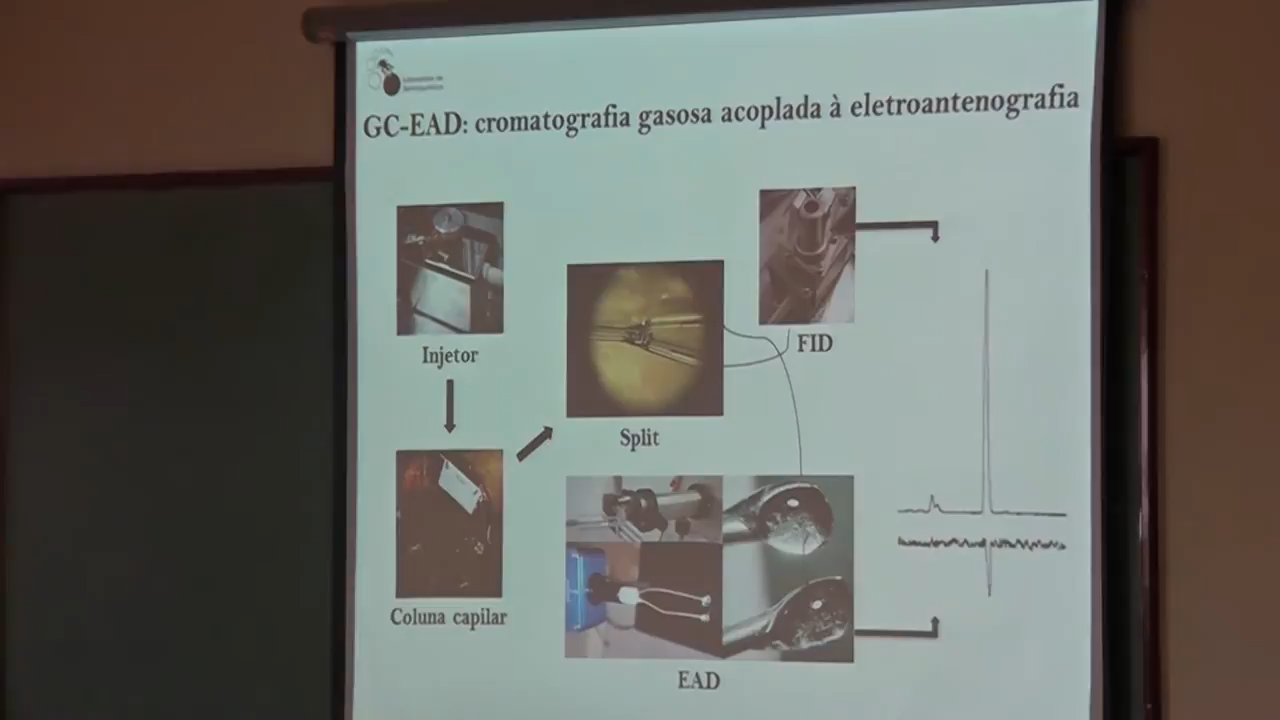 GC-EAD: cromatografia gasosa acoplada à eletroantenografia
Injetor
Coluna capilar
Split
FID
EAD